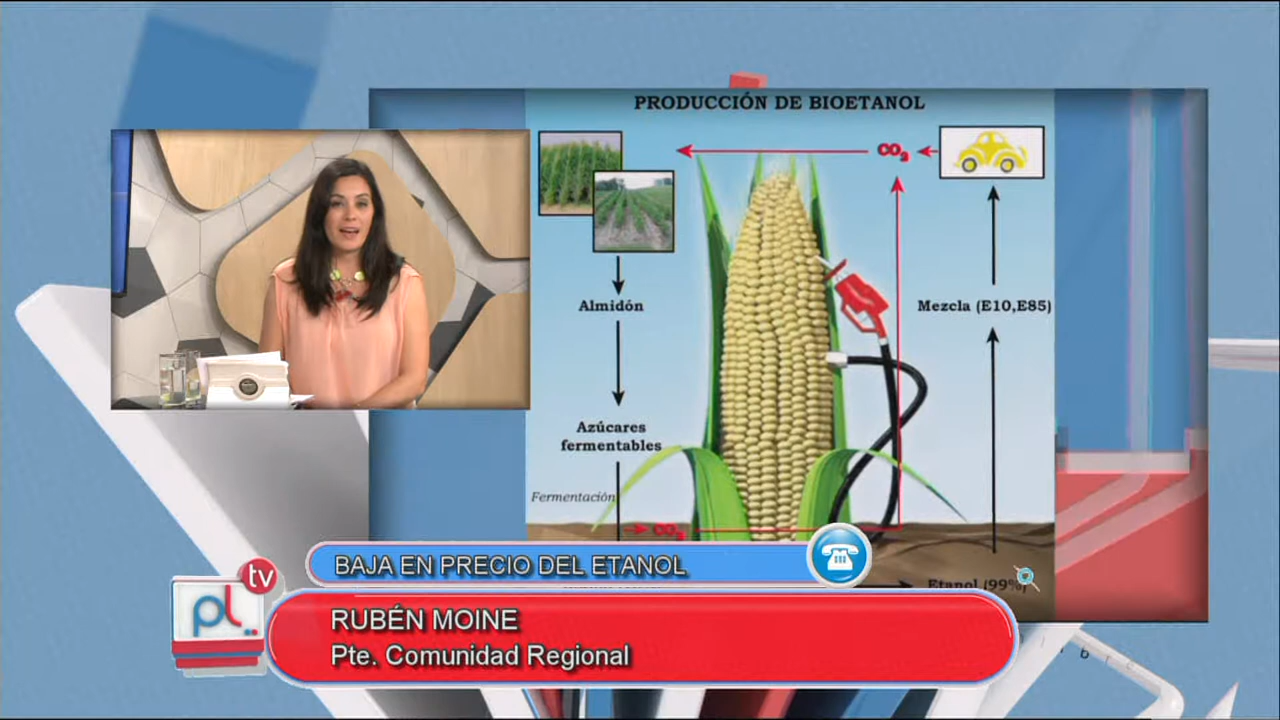 PRODUCCIÓN DE BIOETANOL
CO2
Almidón
Mezcla (E10,E85)
Azúcares
fermentables
Fermentación
CO2
Etanol (99%)
BAJA EN PRECIO DEL ETANOL
tv
pl..
RUBÉN MOINE
Pte. Comunidad Regional